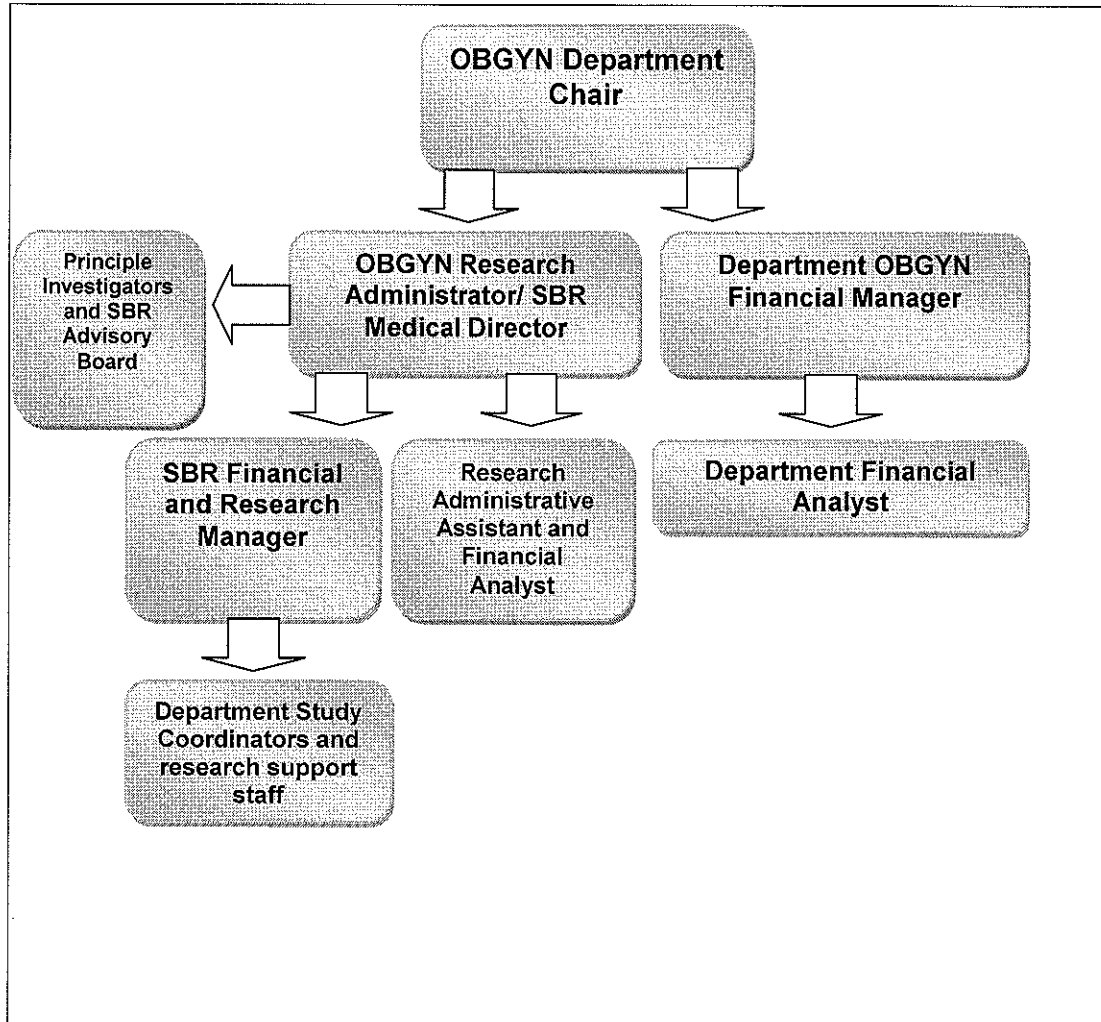 OBGYN Department
Chair
Principle
Investigators
and SBR
Advisory
Board
OBGYN Research
Administrator/ SBR
Medical Director
Department OBGYN
Financial Manager
SBR Financial
and Research
Manager
Research
Administrative
Assistant and
Financial
Analyst
Department Financial
Analyst
Department Study
Coordinators and
research support
staff